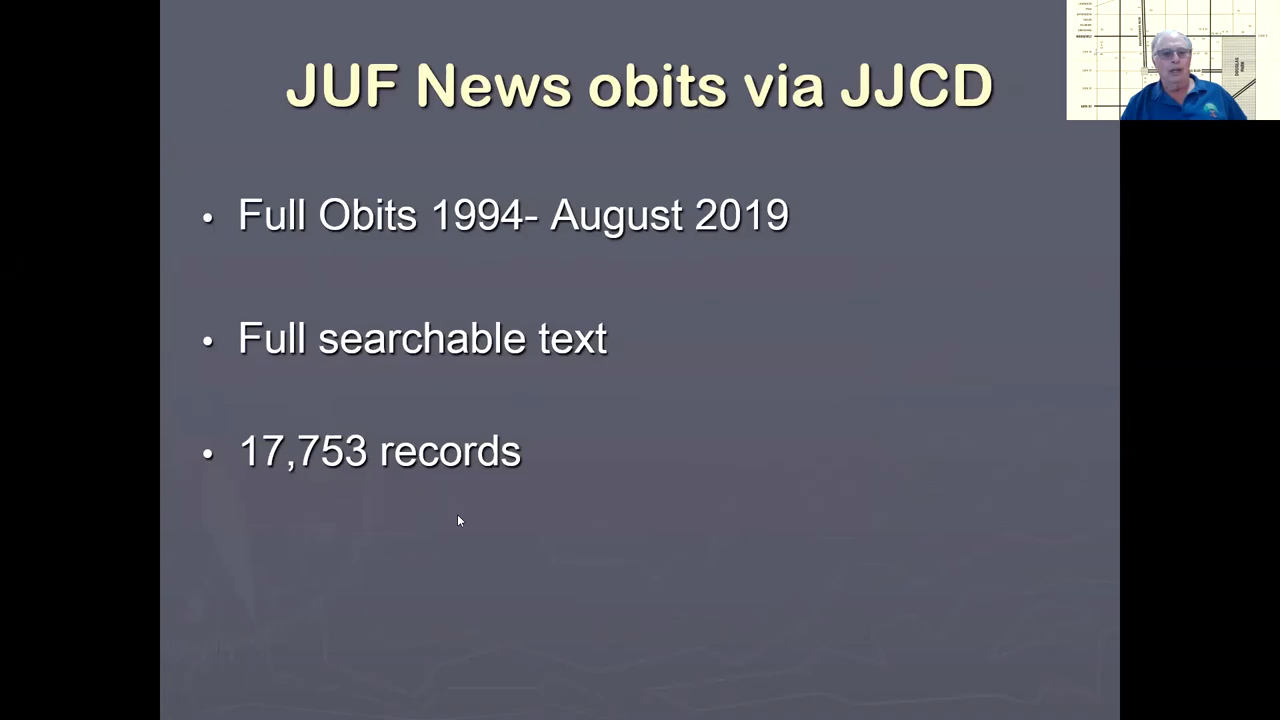 JUF News obits via JJCD
• Full Obits 1994- August 2019
• Full searchable text
• 17,753 records